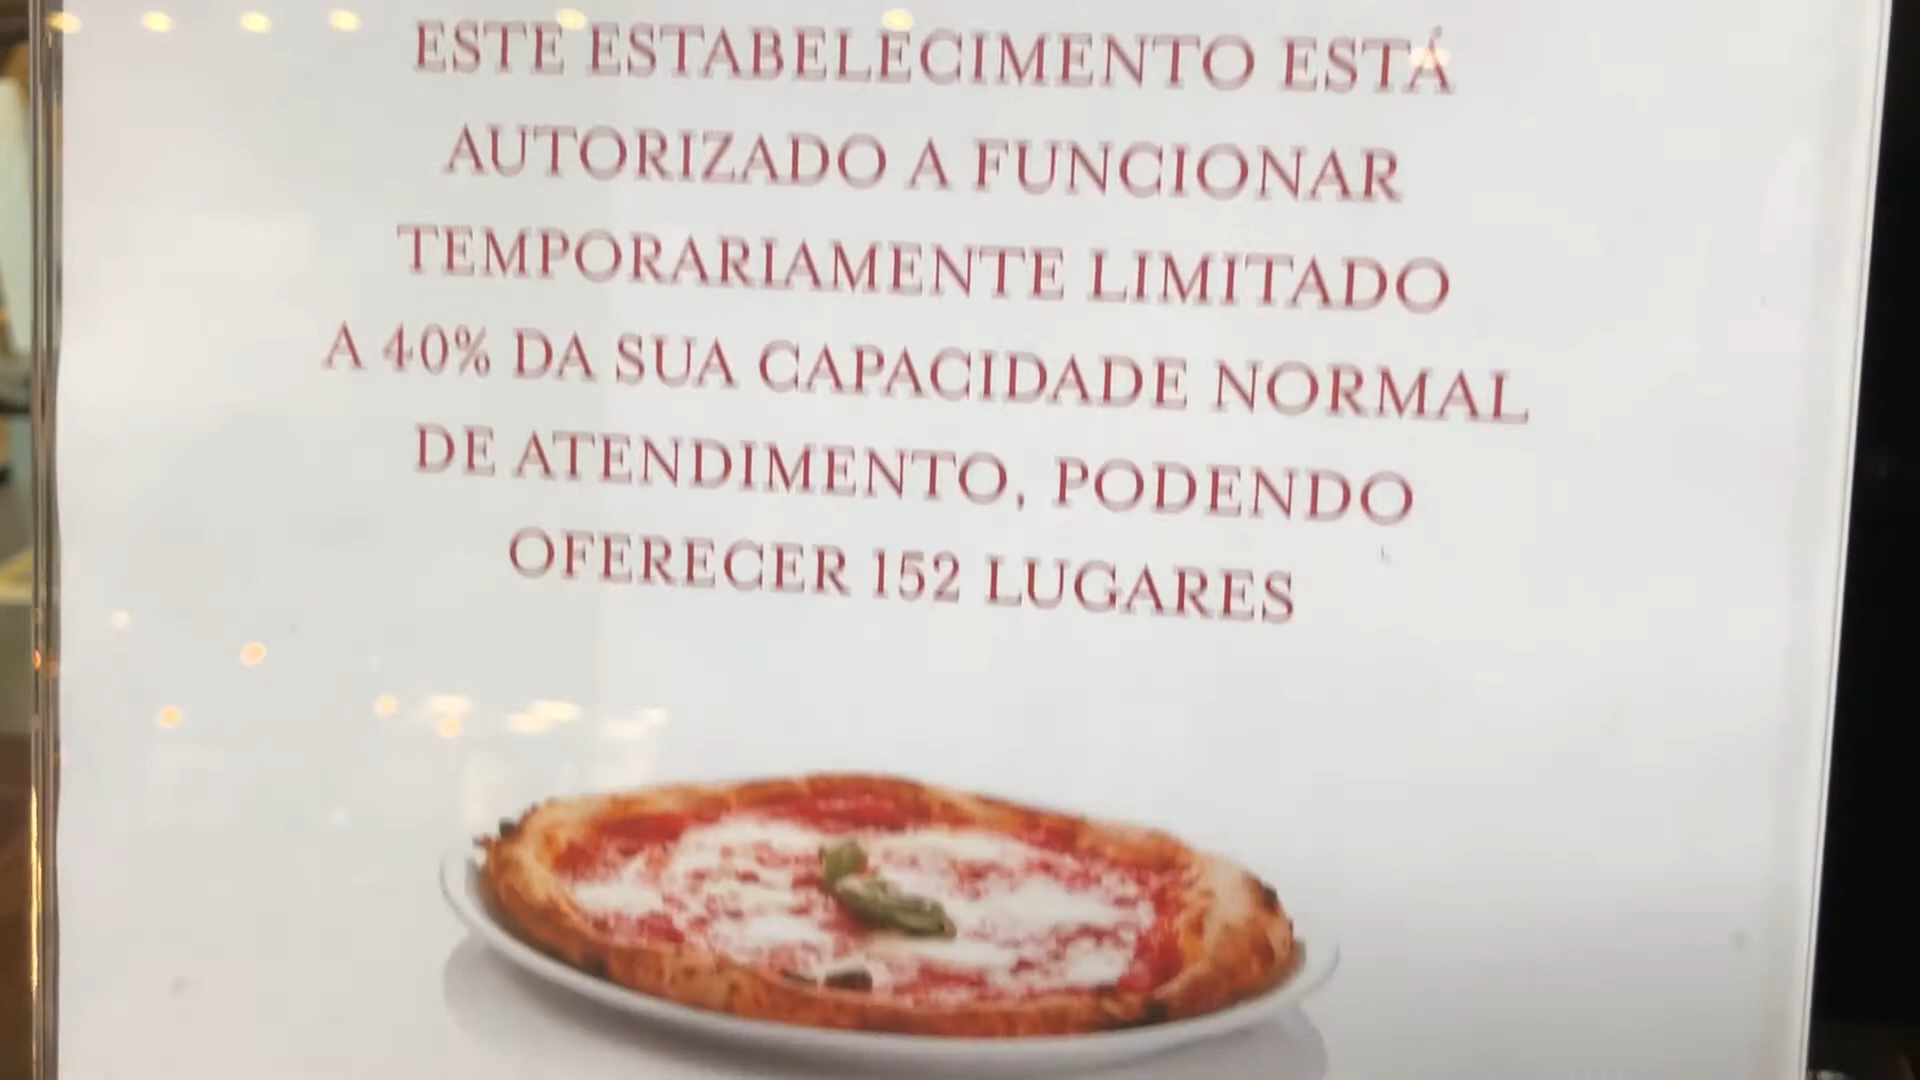 ESTE ESTABELECIMENTO ESTÁ
AUTORIZADO A FUNCIONAR
TEMPORARIAMENTE LIMITADO
A 40% DA SUA CAPACIDADE NORMAL
DE ATENDIMENTO, PODENDO
OFERECER 152 LUGARES